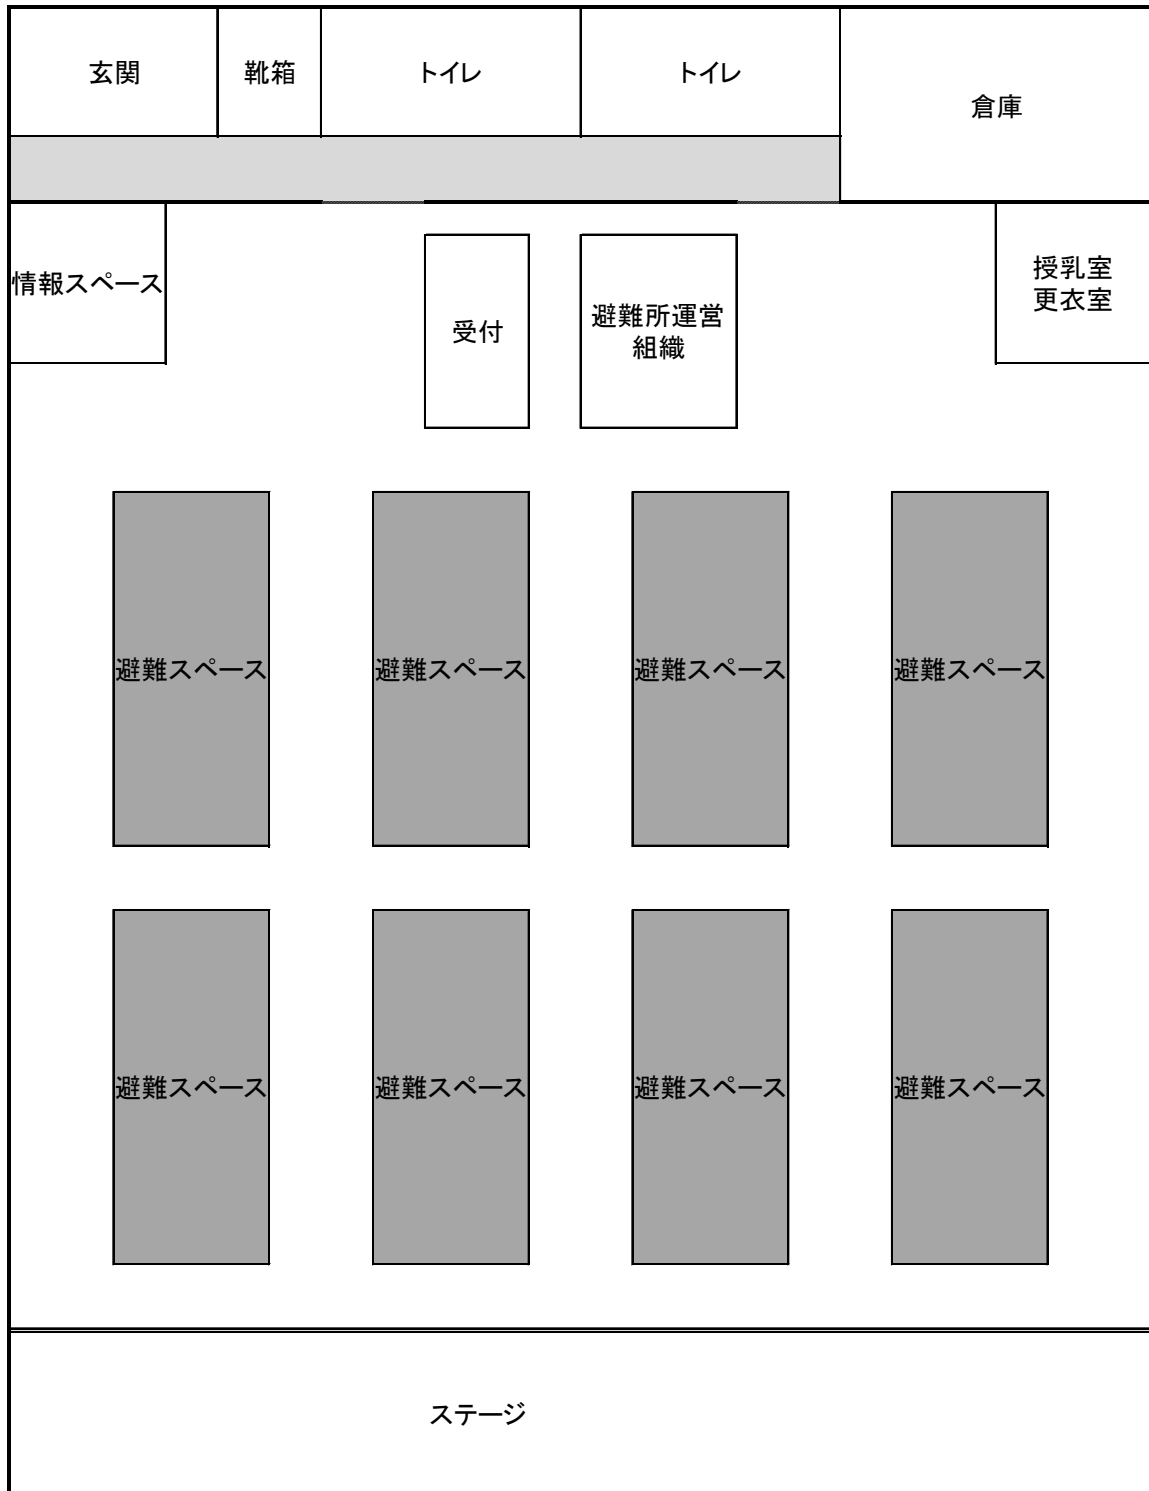 玄関
靴箱
トイレ
トイレ
倉庫
情報スペース
受付
避難所運営
組織
授乳室
更衣室
避難スペース
避難スペース
避難スペース
避難スペース
避難スペース
避難スペース
避難スペース
避難スペース
ステージ